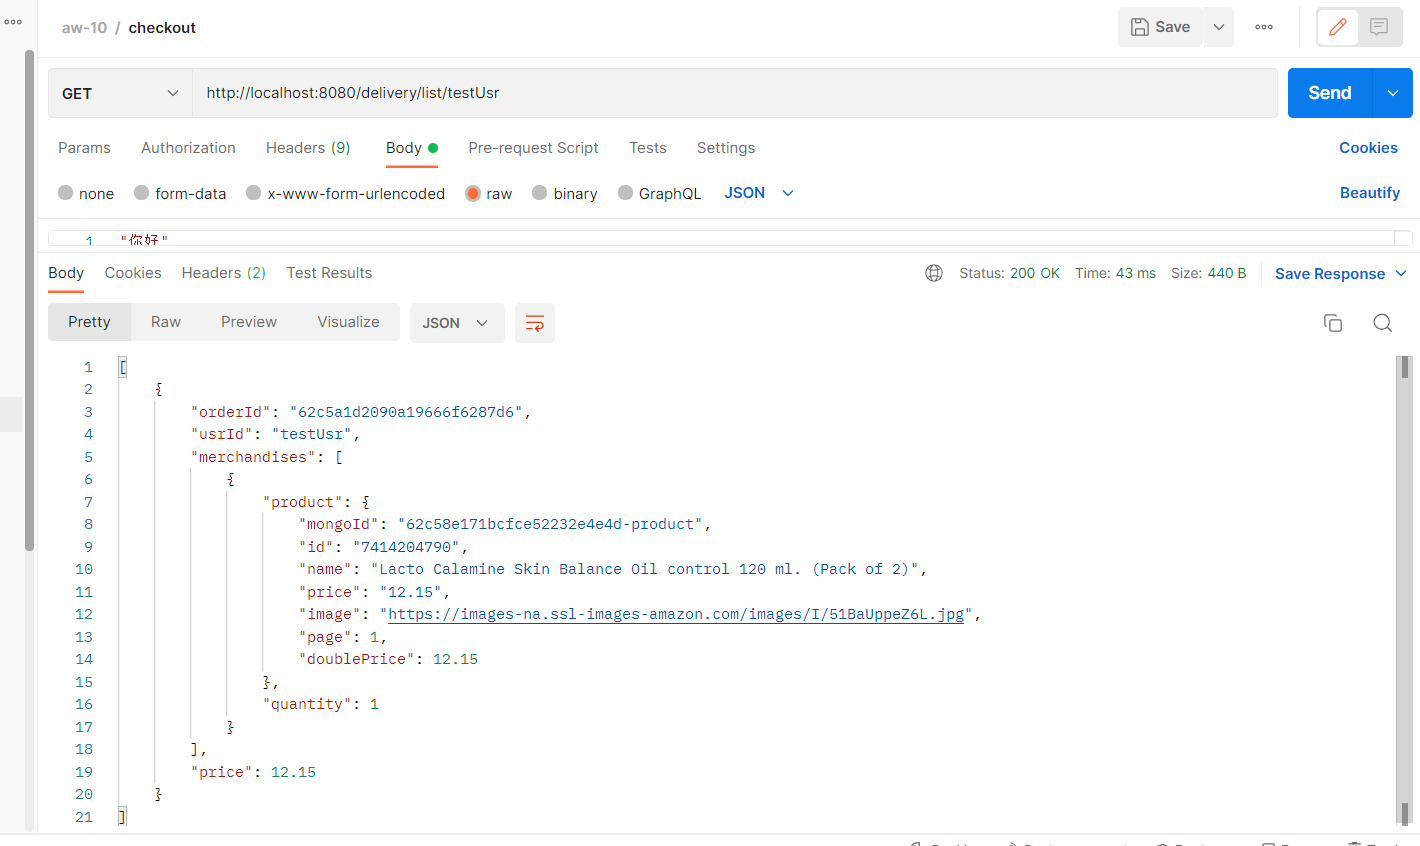 aw-10 / checkout
Save
GET
http://localhost:8080/delivery/list/testUsr
Send
Params Authorization Headers (9) Body Pre-request Script Tests Settings Cookies
none form-data x-www-form-urlencoded raw binary GraphQL JSON Beautify
1 "你好"
Body Cookies Headers (2) Test Results Status: 200 OK Time: 43 ms Size: 440 B Save Response
Pretty Raw Preview Visualize JSON
1 [
2 {
3 "orderId": "62c5a1d2090a19666f6287d6",
4 "usrId": "testUsr",
5 "merchandises": [
6 {
7 "product": {
8 "mongoId": "62c58e171bcfce52232e4e4d-product",
9 "id": "7414204790",
10 "name": "Lacto Calamine Skin Balance Oil control 120 ml. (Pack of 2)",
11 "price": "12.15",
12 "image": "https://images-na.ssl-images-amazon.com/images/I/51BaUppeZ6L.jpg",
13 "page": 1,
14 "doublePrice": 12.15
15 },
16 "quantity": 1
17 }
18 ],
19 "price": 12.15
20 }
21 ]